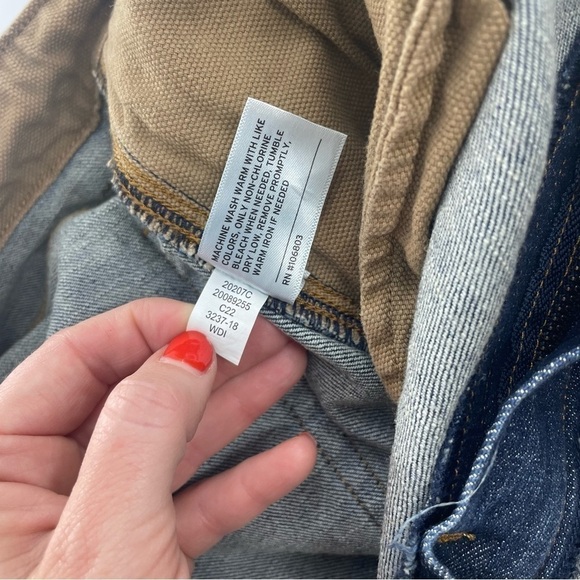 MACHINE WASH WARM WITH LIKE
COLORS, ONLY NON-CHLORINE
BLEACH WHEN NEEDED, TUMBLE
DRY LOW, REMOVE PROMPTLY,
WARM IRON IF NEEDED
RN #106803
20207C
20089255
C22
3237-18
WDI